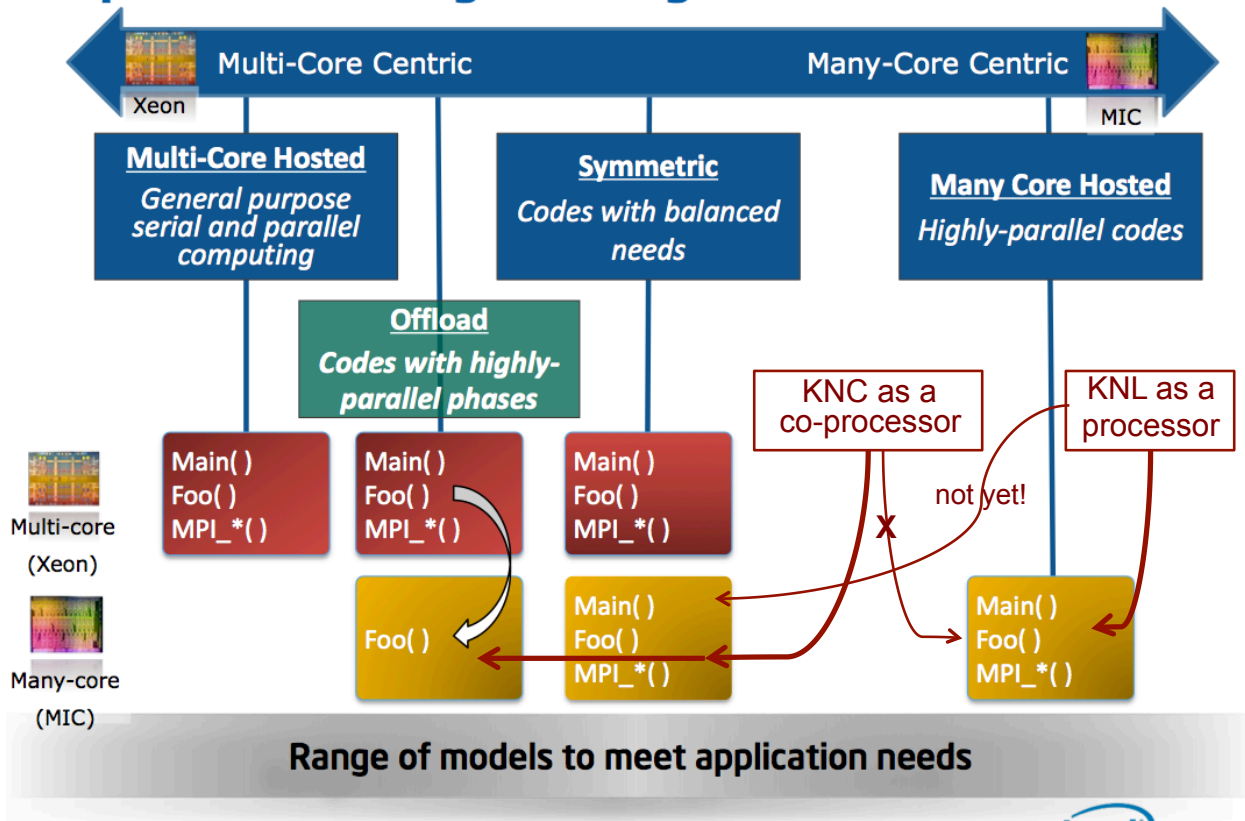 Multi-Core Centric
Many-Core Centric
Xeon
MIC
Multi-Core Hosted
General purpose
serial and parallel
computing
Symmetric
Codes with balanced
needs
Many Core Hosted
Highly-parallel codes
Offload
Codes with highly-
parallel phases
KNC as a
co-processor
KNL as a
processor
Multi-core
(Xeon)
Main( )
Foo( )
MPI_*( )
Main( )
Foo( )
MPI_*( )
Main( )
Foo( )
MPI_*( )
not yet!
X
Many-core
(MIC)
Foo( )
Main( )
Foo( )
MPI_*( )
Main( )
Foo( )
MPI_*( )
Range of models to meet application needs